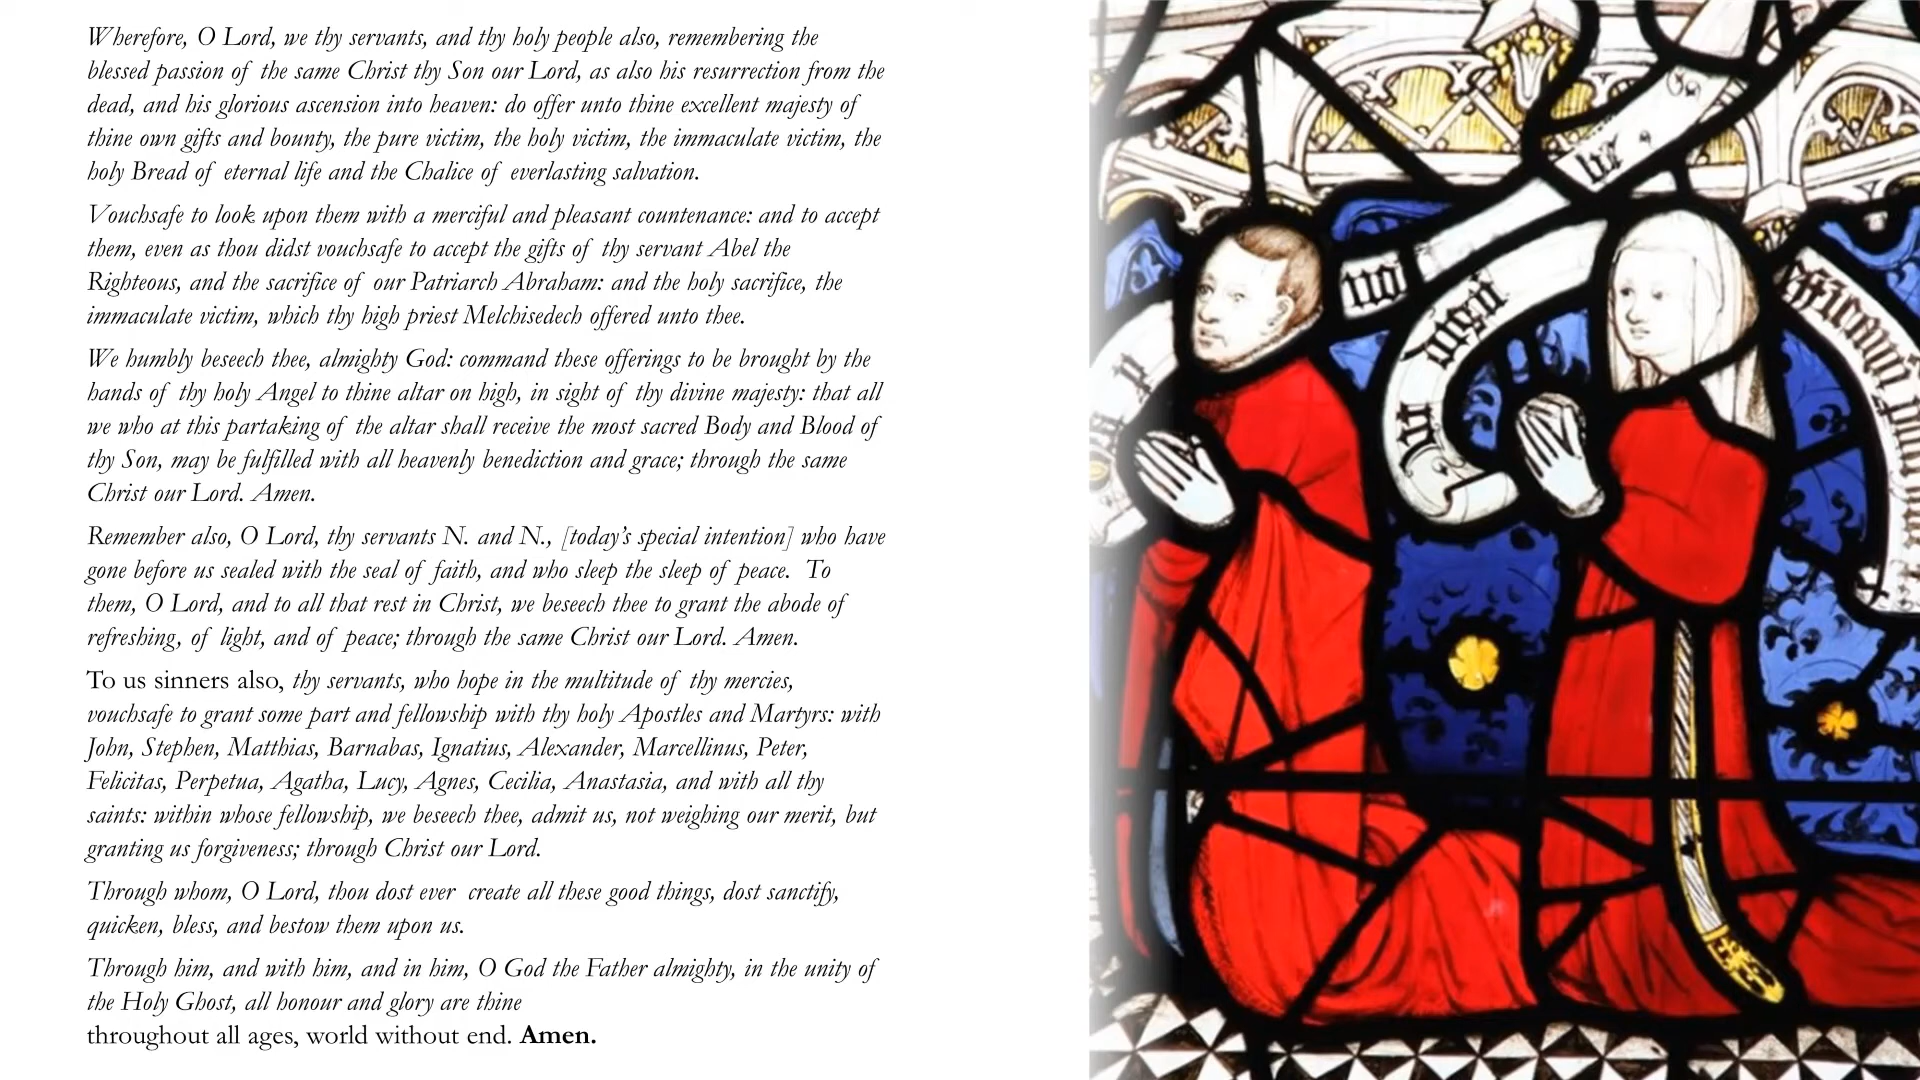 Wherefore, O Lord, we thy servants, and thy holy people also, remembering the
blessed passion of the same Christ thy Son our Lord, as also his resurrection from the
dead, and his glorious ascension into heaven: do offer unto thine excellent majesty of
thine own gifts and bounty, the pure victim, the holy victim, the immaculate victim, the
holy Bread of eternal life and the Chalice of everlasting salvation.
Vouchsafe to look upon them with a merciful and pleasant countenance: and to accept
them, even as thou didst vouchsafe to accept the gifts of thy servant Abel the
Righteous, and the sacrifice of our Patriarch Abraham: and the holy sacrifice, the
immaculate victim, which thy high priest Melchisedech offered unto thee.
We humbly beseech thee, almighty God: command these offerings to be brought by the
hands of thy holy Angel to thine altar on high, in sight of thy divine majesty: that all
we who at this partaking of the altar shall receive the most sacred Body and Blood of
thy Son, may be fulfilled with all heavenly benediction and grace; through the same
Christ our Lord. Amen.
Remember also, O Lord, thy servants N. and N., [today’s special intention] who have
gone before us sealed with the seal of faith, and who sleep the sleep of peace. To
them, O Lord, and to all that rest in Christ, we beseech thee to grant the abode of
refreshing, of light, and of peace; through the same Christ our Lord. Amen.
To us sinners also, thy servants, who hope in the multitude of thy mercies,
vouchsafe to grant some part and fellowship with thy holy Apostles and Martyrs: with
John, Stephen, Matthias, Barnabas, Ignatius, Alexander, Marcellinus, Peter,
Felicitas, Perpetua, Agatha, Lucy, Agnes, Cecilia, Anastasia, and with all thy
saints: within whose fellowship, we beseech thee, admit us, not weighing our merit, but
granting us forgiveness; through Christ our Lord.
Through whom, O Lord, thou dost ever create all these good things, dost sanctify,
quicken, bless, and bestow them upon us.
Through him, and with him, and in him, O God the Father almighty, in the unity of
the Holy Ghost, all honour and glory are thine
throughout all ages, world without end. Amen.